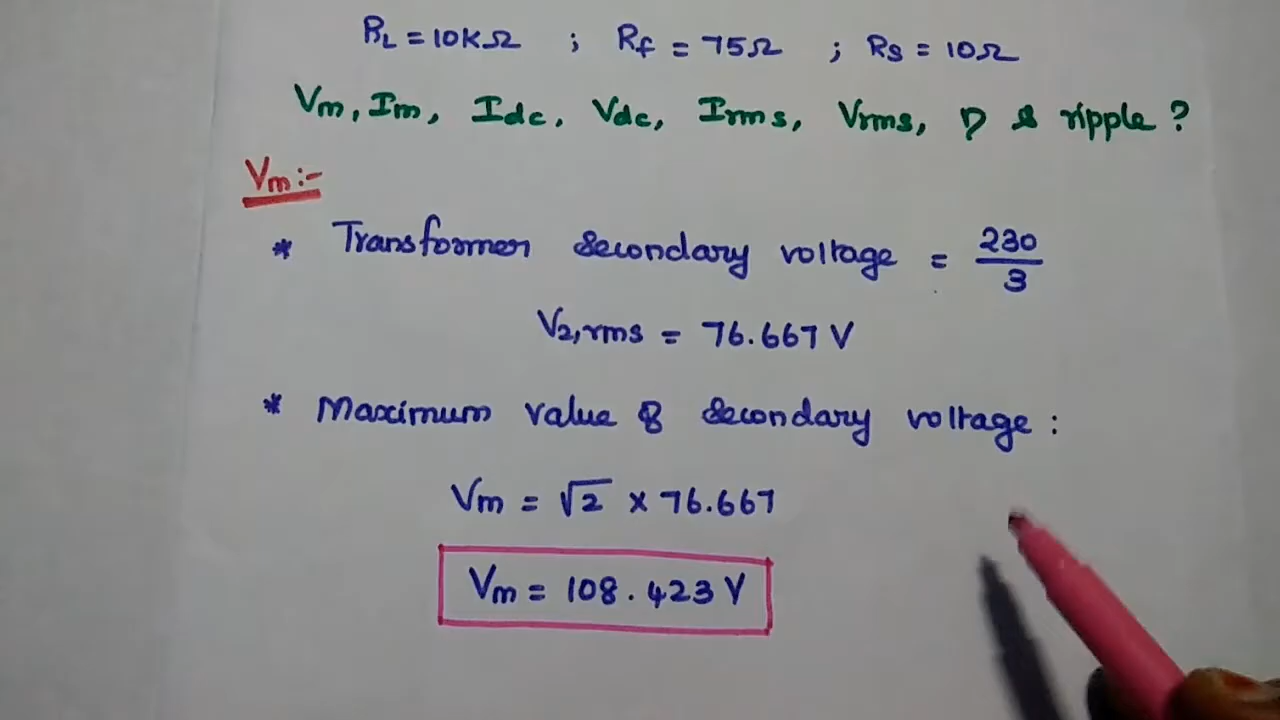 RL = 10KΩ ; Rf = 75Ω ; RS = 10Ω
Vm, Im, Idc, Vdc, Irms, Vrms, η & ripple ?
Vm :-
* Transformer secondary voltage = 230/3
V2,rms = 76.667 V
* Maximum value of secondary voltage :
Vm = √2 × 76.667
Vm = 108.423 V